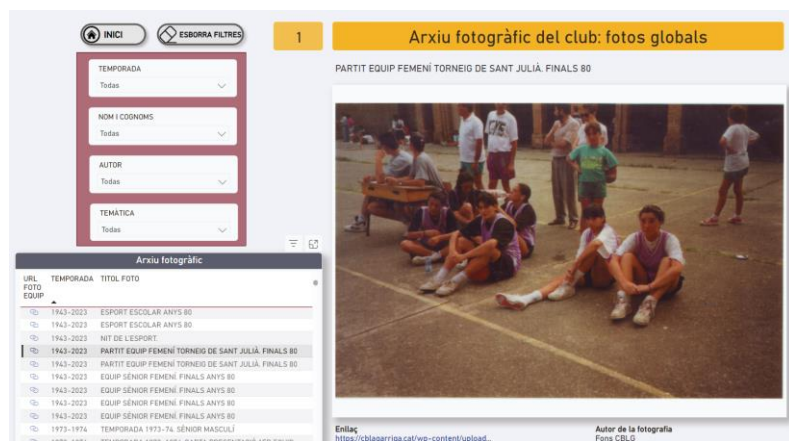 INICI
ESBORRA FILTRES
1
Arxiu fotogràfic del club: fotos globals
TEMPORADA
Todas
NOM I COGNOMS
Todas
AUTOR
Todas
TEMÀTICA
Todas
PARTIT EQUIP FEMENÍ TORNEIG DE SANT JULIÀ. FINALS 80
Arxiu fotogràfic
URL FOTO EQUIP TEMPORADA TITOL FOTO
1943-2023 ESPORT ESCOLAR ANYS 80
1943-2023 ESPORT ESCOLAR ANYS 80.
1943-2023 NIT DE L'ESPORT.
1943-2023 PARTIT EQUIP FEMENÍ TORNEIG DE SANT JULIÀ. FINALS 80
1943-2023 PARTIT EQUIP FEMENÍ TORNEIG DE SANT JULIÀ. FINALS 80
1943-2023 EQUIP SÈNIOR FEMENÍ. FINALS ANYS 80
1943-2023 EQUIP SÈNIOR FEMENÍ. FINALS ANYS 80
1943-2023 EQUIP SÈNIOR FEMENÍ. FINALS ANYS 80
1943-2023 EQUIP SÈNIOR FEMENÍ. FINALS ANYS 80
1973-1974 TEMPORADA 1973-74. SÈNIOR MASCULÍ
Enllaç
https://cblagarriga.cat/wp-content/upload...
Autor de la fotografia
Fons CBLG